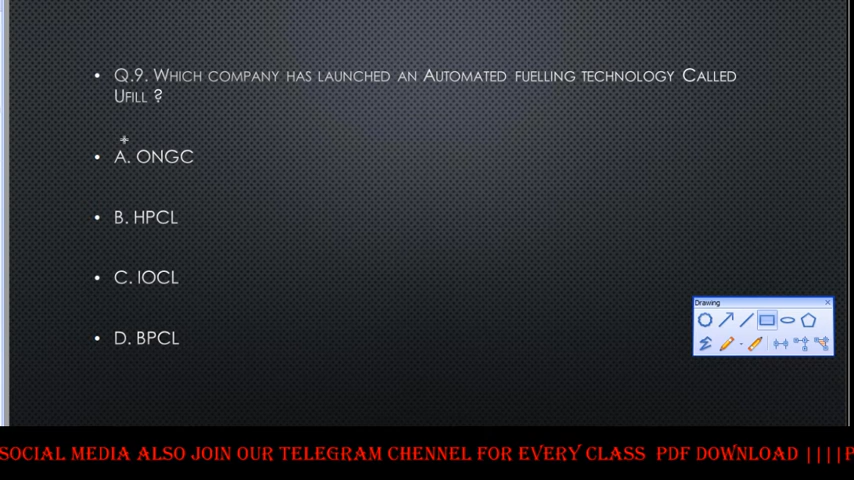 • Q.9. Which company has launched an Automated fuelling technology Called
Ufill ?
• A. ONGC
• B. HPCL
• C. IOCL
• D. BPCL
Drawing
SOCIAL MEDIA ALSO JOIN OUR TELEGRAM CHENNEL FOR EVERY CLASS PDF DOWNLOAD ||||P